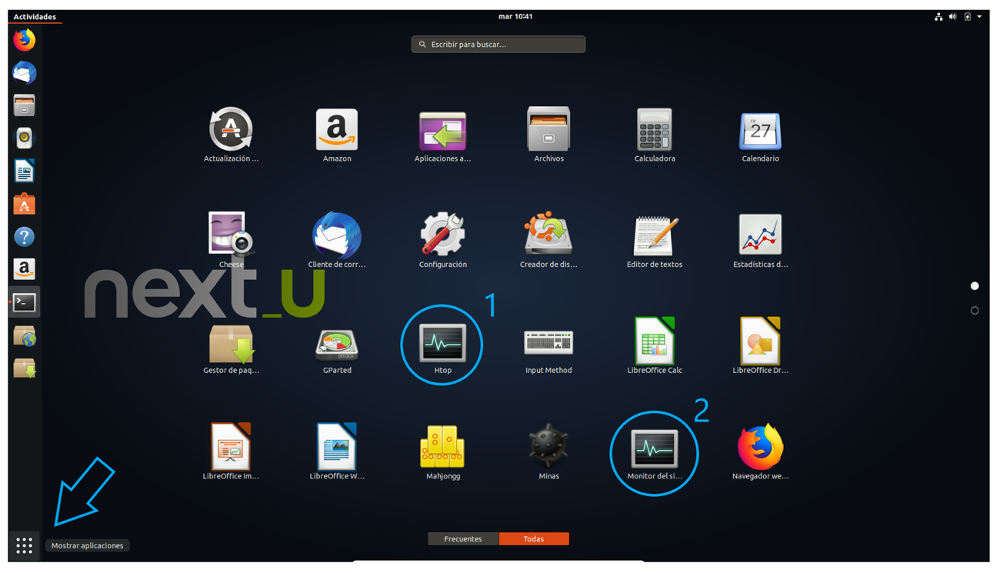 Actividades
mar 10:41
Escribir para buscar...
Actualización ...
Amazon
Aplicaciones a...
Archivos
Calculadora
FR
27
Calendario
Cheese
Cliente de corr...
Configuración
Creador de dis...
Editor de textos
Estadísticas d...
next_u
1
Gestor de paq...
GParted
Htop
Input Method
LibreOffice Calc
LibreOffice Dr...
2
LibreOffice Im...
LibreOffice W...
Mahjongg
Minas
Monitor del si...
Navegador we...
Mostrar aplicaciones
Frecuentes
Todas